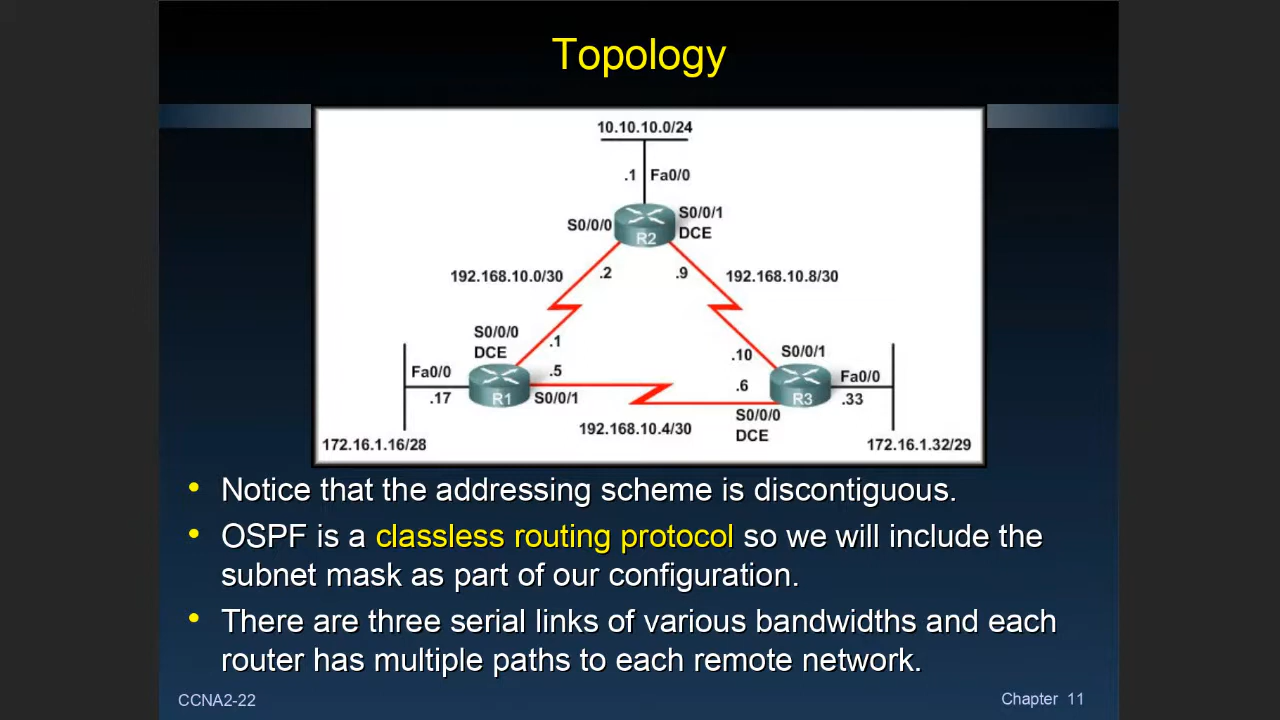 Topology
10.10.10.0/24
.1 Fa0/0
S0/0/0
S0/0/1
DCE
R2
.2
.9
192.168.10.0/30
192.168.10.8/30
S0/0/0
DCE
.1
.10
S0/0/1
Fa0/0
.17
R1
.5
S0/0/1
.6
R3
Fa0/0
.33
S0/0/0
DCE
192.168.10.4/30
172.16.1.16/28
172.16.1.32/29
• Notice that the addressing scheme is discontiguous.
• OSPF is a classless routing protocol so we will include the
subnet mask as part of our configuration.
• There are three serial links of various bandwidths and each
router has multiple paths to each remote network.
CCNA2-22
Chapter 11